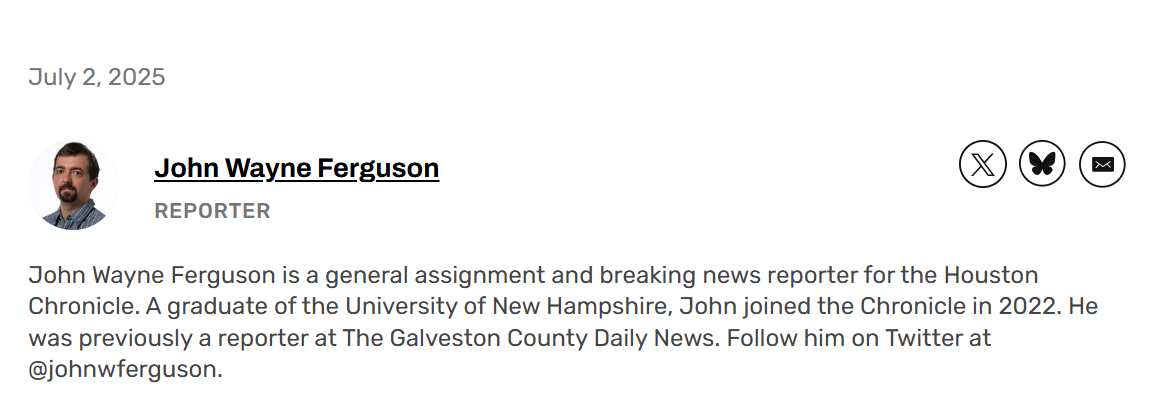 July 2, 2025
John Wayne Ferguson
REPORTER
John Wayne Ferguson is a general assignment and breaking news reporter for the Houston
Chronicle. A graduate of the University of New Hampshire, John joined the Chronicle in 2022. He
was previously a reporter at The Galveston County Daily News. Follow him on Twitter at
@johnwferguson.